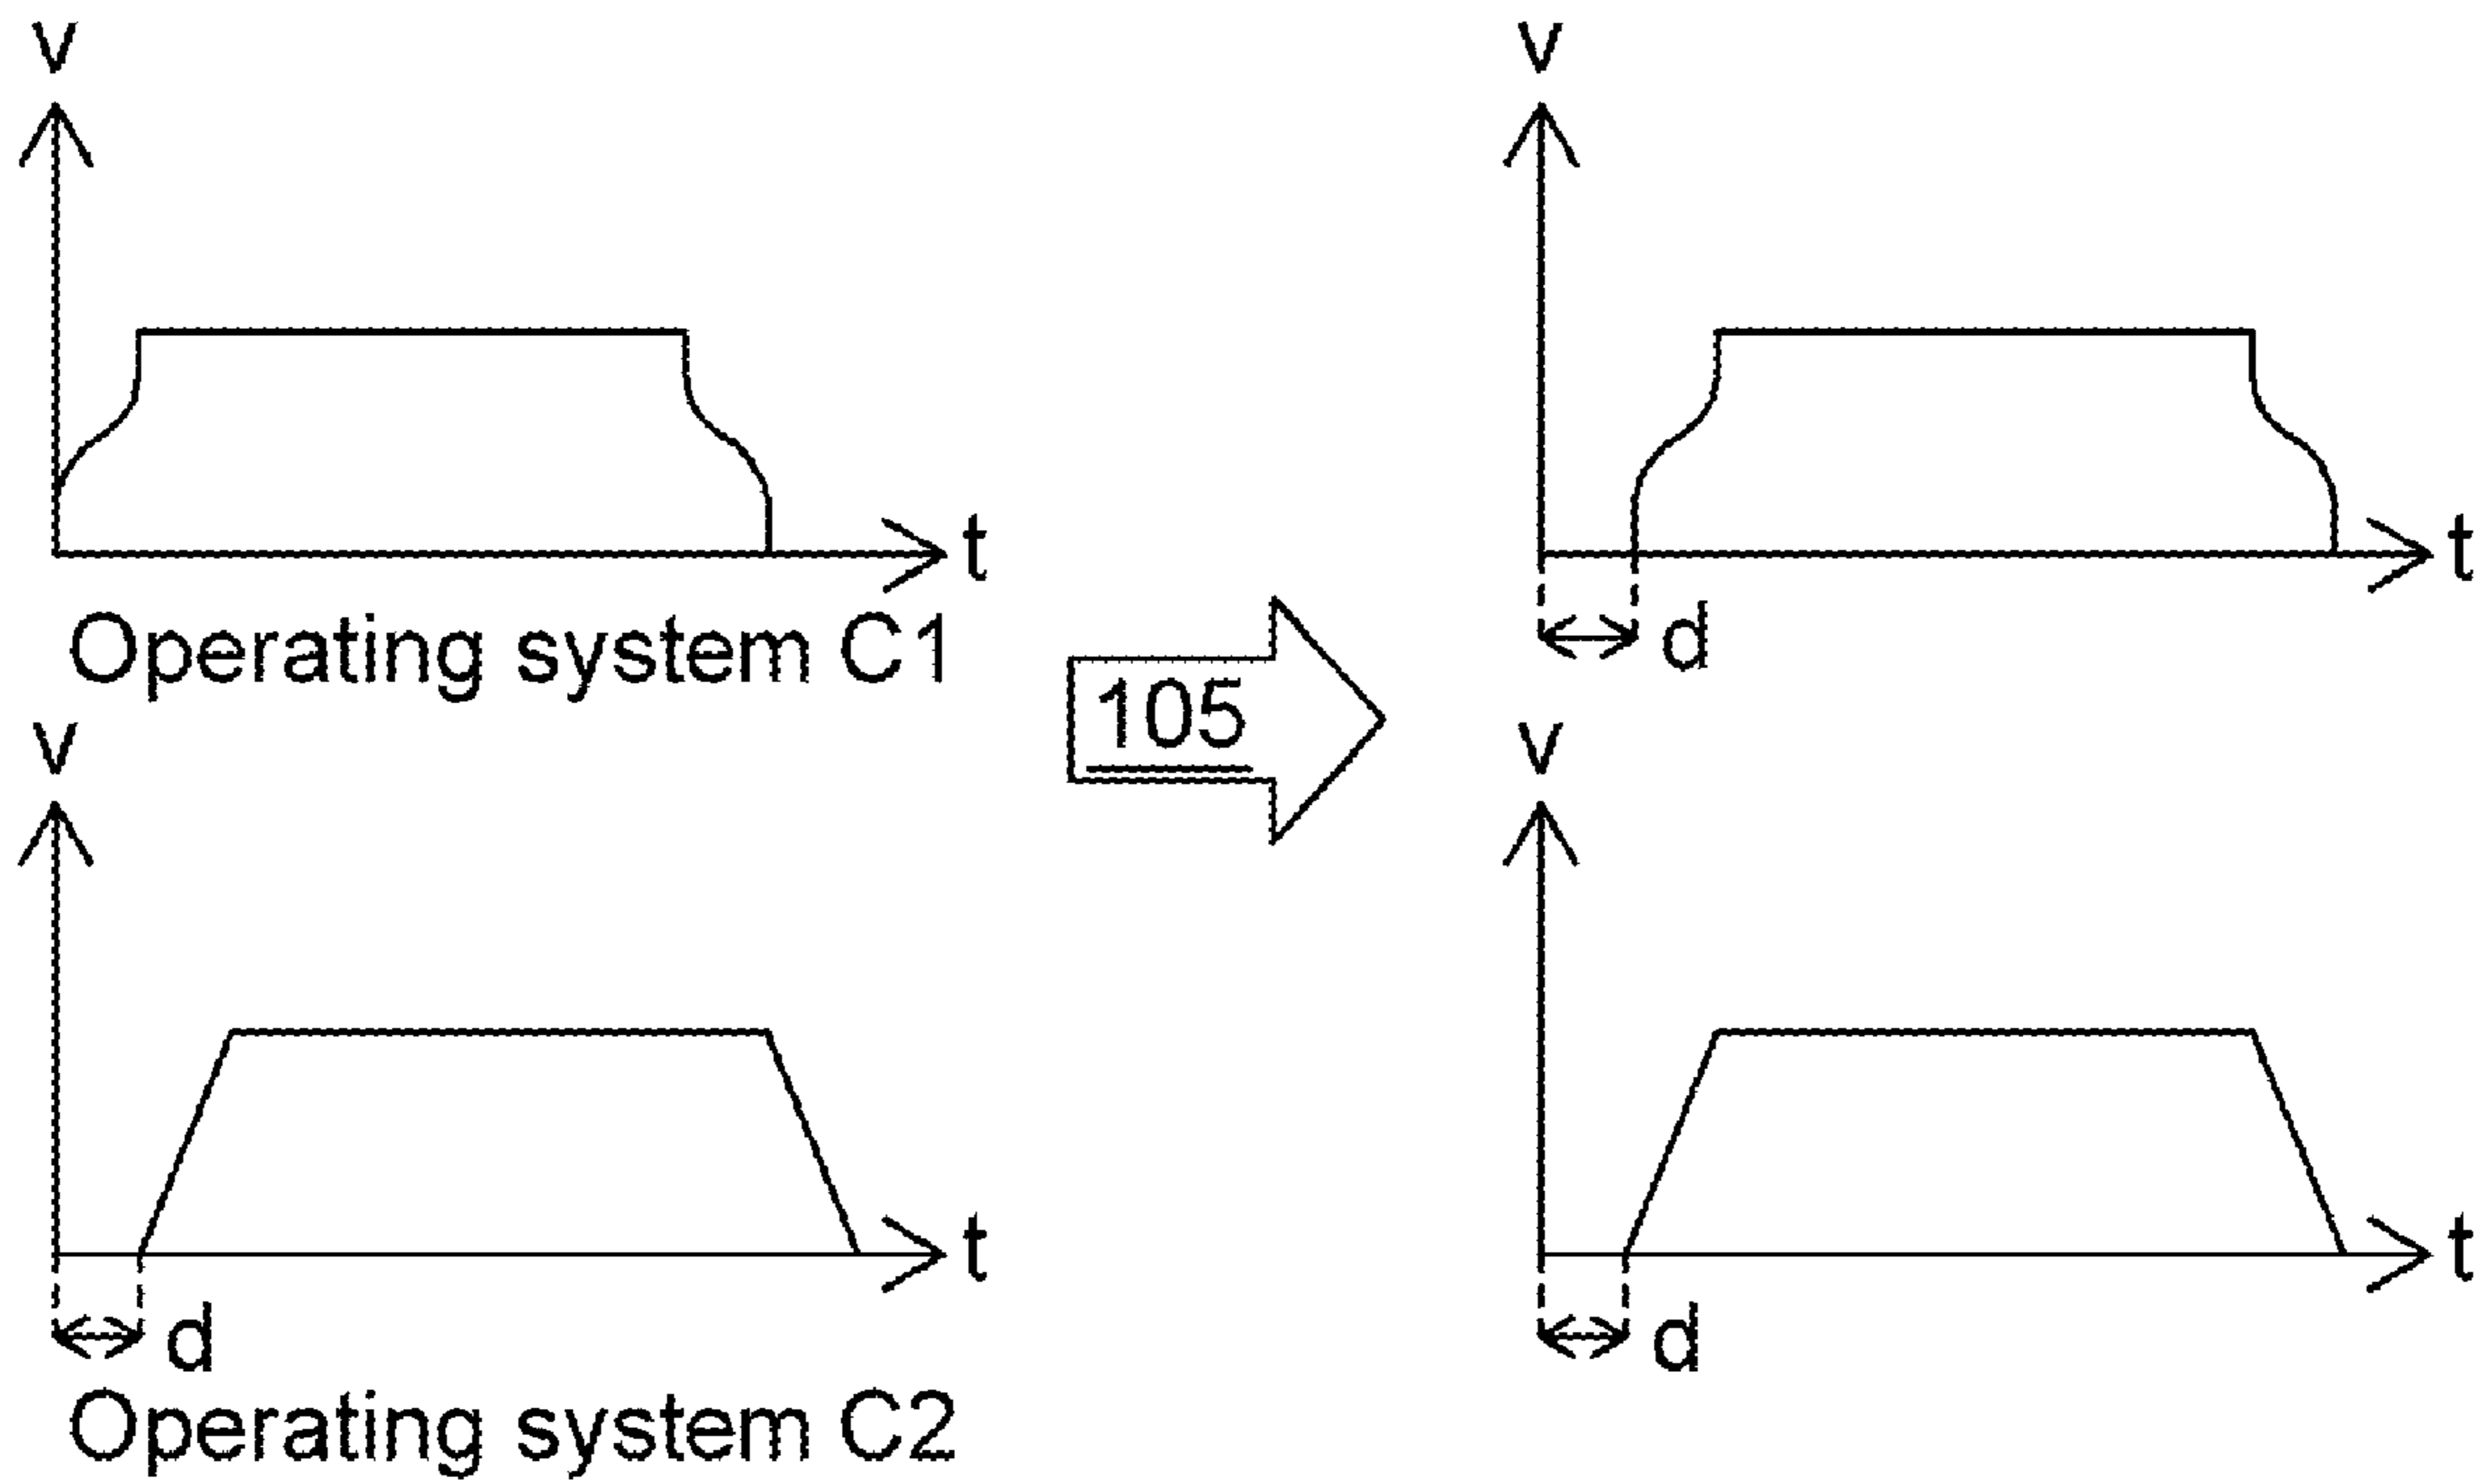 v
t
Operating system C1
v
t
d
Operating system C2
105
v
t
d
v
t
d